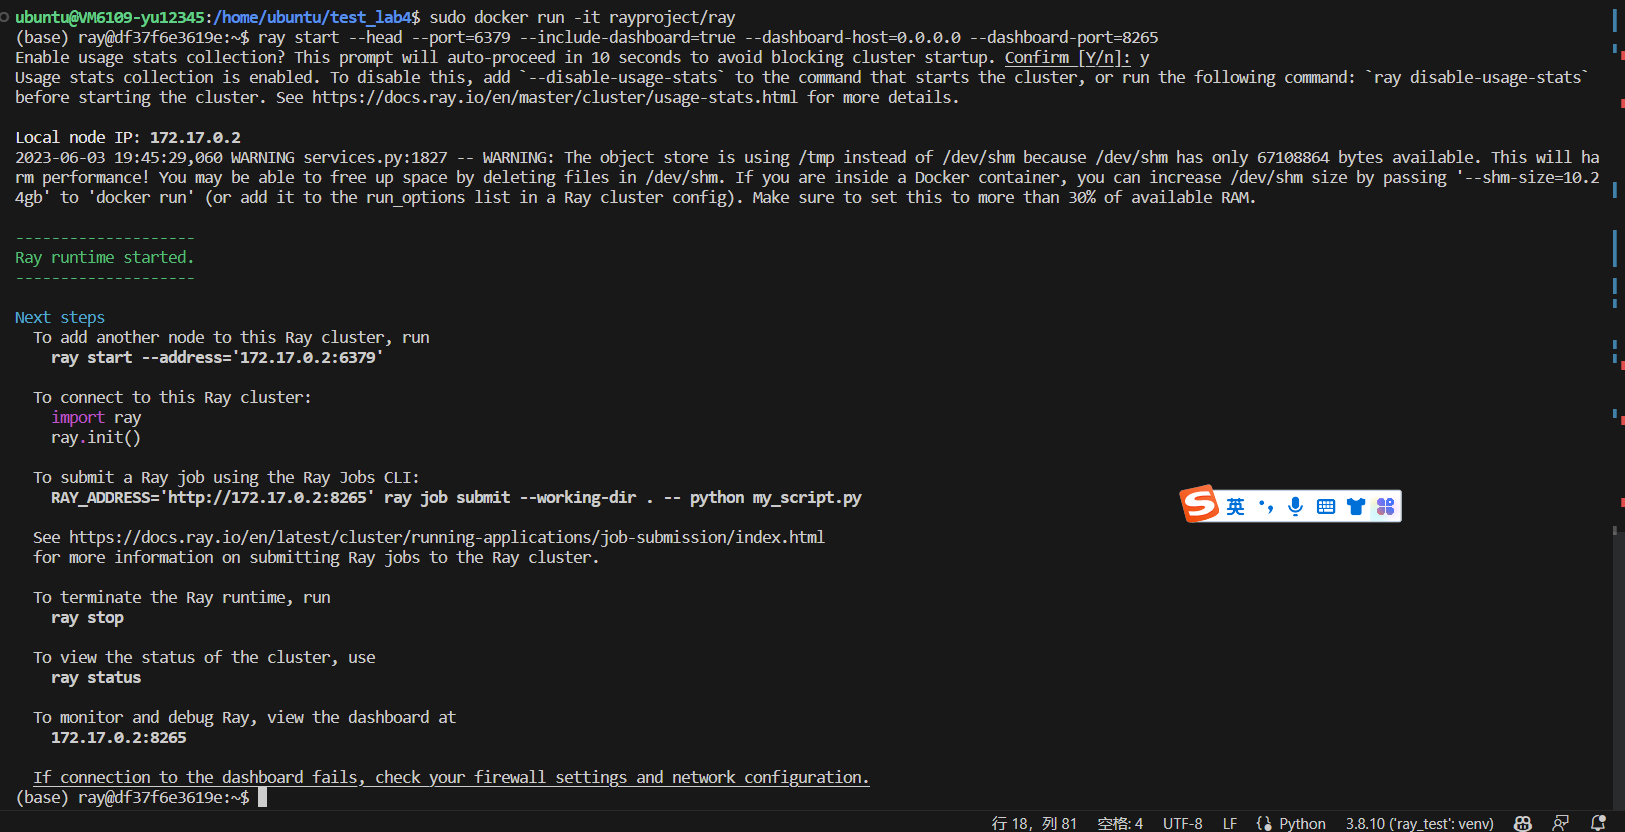 ubuntu@VM6109-yu12345:/home/ubuntu/test_lab4$ sudo docker run -it rayproject/ray
(base) ray@df37f6e3619e:~$ ray start --head --port=6379 --include-dashboard=true --dashboard-host=0.0.0.0 --dashboard-port=8265
Enable usage stats collection? This prompt will auto-proceed in 10 seconds to avoid blocking cluster startup. Confirm [Y/n]: y
Usage stats collection is enabled. To disable this, add `--disable-usage-stats` to the command that starts the cluster, or run the following command: `ray disable-usage-stats`
before starting the cluster. See https://docs.ray.io/en/master/cluster/usage-stats.html for more details.
Local node IP: 172.17.0.2
2023-06-03 19:45:29,060 WARNING services.py:1827 -- WARNING: The object store is using /tmp instead of /dev/shm because /dev/shm has only 67108864 bytes available. This will ha
rm performance! You may be able to free up space by deleting files in /dev/shm. If you are inside a Docker container, you can increase /dev/shm size by passing '--shm-size=10.2
4gb' to 'docker run' (or add it to the run_options list in a Ray cluster config). Make sure to set this to more than 30% of available RAM.
--------------------
Ray runtime started.
--------------------
Next steps
To add another node to this Ray cluster, run
ray start --address='172.17.0.2:6379'
To connect to this Ray cluster:
import ray
ray.init()
To submit a Ray job using the Ray Jobs CLI:
RAY_ADDRESS='http://172.17.0.2:8265' ray job submit --working-dir . -- python my_script.py
See https://docs.ray.io/en/latest/cluster/running-applications/job-submission/index.html
for more information on submitting Ray jobs to the Ray cluster.
To terminate the Ray runtime, run
ray stop
To view the status of the cluster, use
ray status
To monitor and debug Ray, view the dashboard at
172.17.0.2:8265
If connection to the dashboard fails, check your firewall settings and network configuration.
(base) ray@df37f6e3619e:~$
S 英
行 18，列 81 空格: 4 UTF-8 LF Python 3.8.10 ('ray_test': venv)